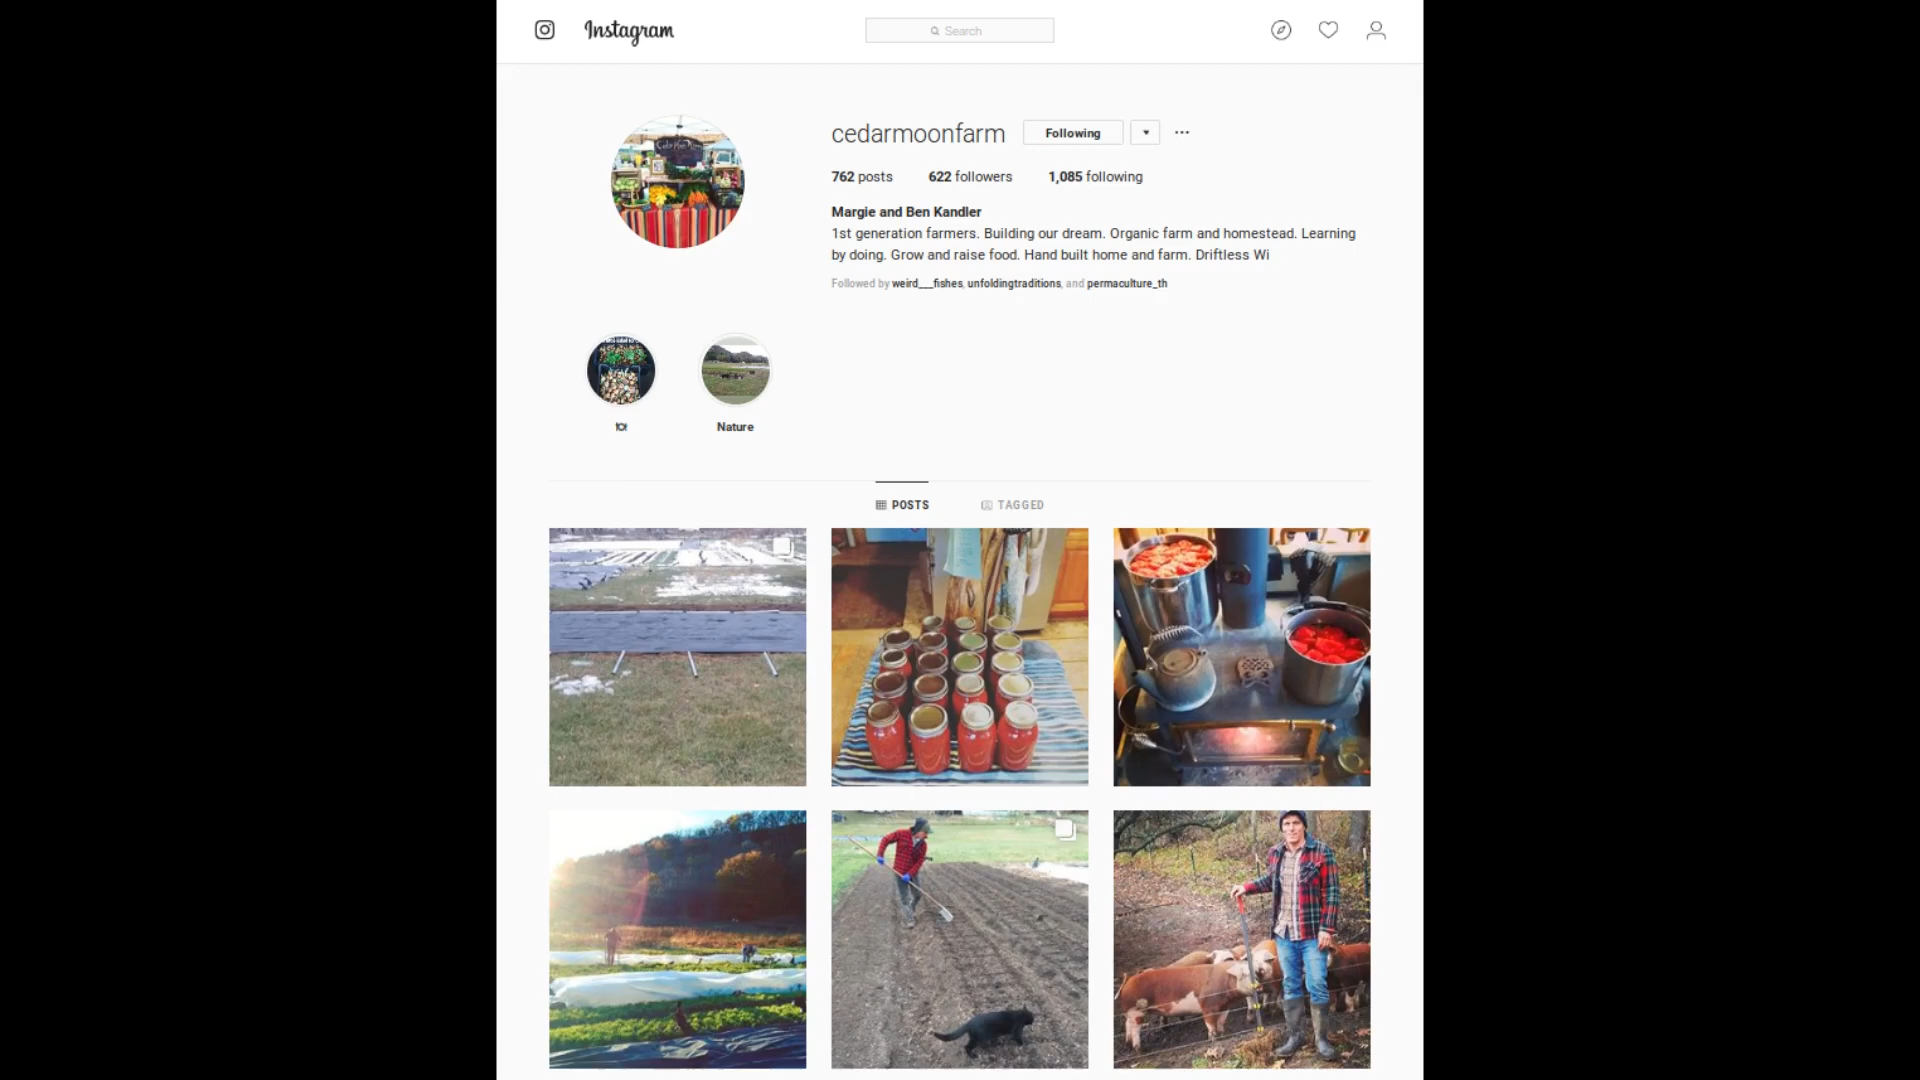 Instagram
Search
cedarmoonfarm
Following
762 posts 622 followers 1,085 following
Margie and Ben Kandler
1st generation farmers. Building our dream. Organic farm and homestead. Learning
by doing. Grow and raise food. Hand built home and farm. Driftless Wi
Followed by weird___fishes, unfoldingtraditions, and permaculture_th
🍽 Nature
POSTS TAGGED